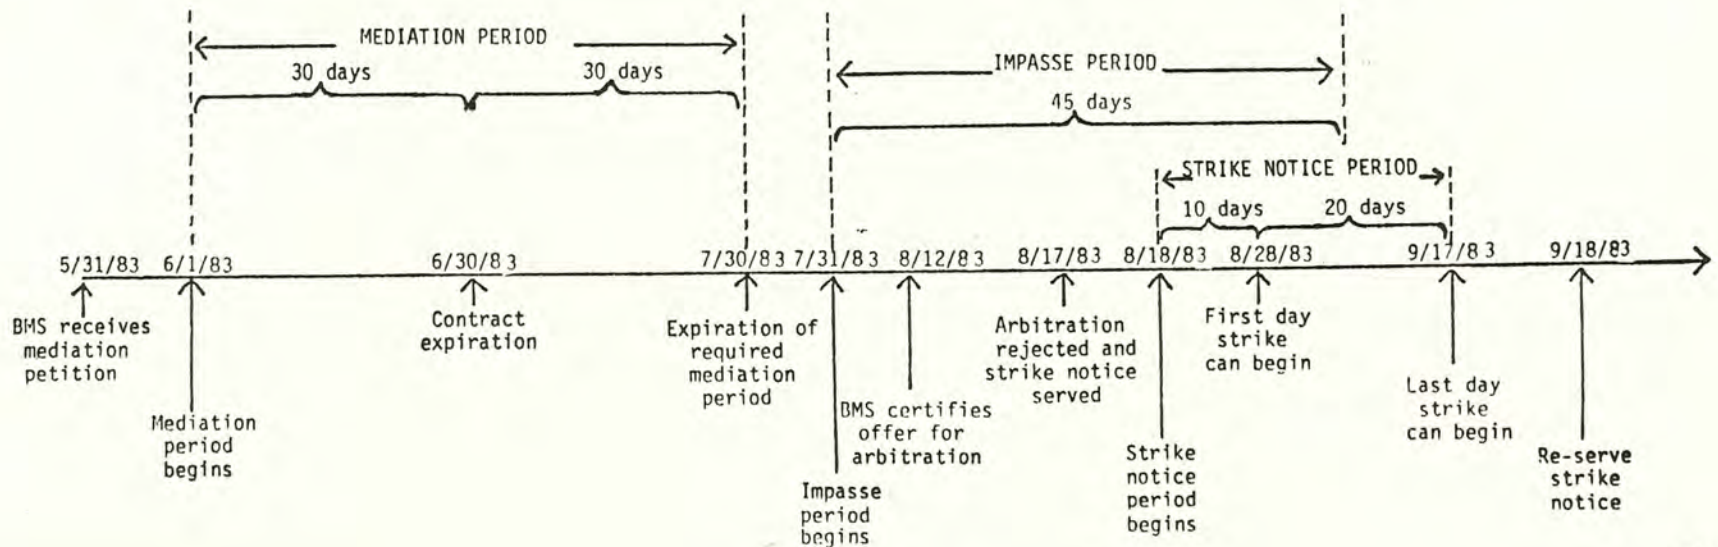 MEDIATION PERIOD
30 days
30 days
IMPASSE PERIOD
45 days
STRIKE NOTICE PERIOD
10 days
20 days
5/31/83
6/1/83
6/30/83
7/30/83
7/31/83
8/12/83
8/17/83
8/18/83
8/28/83
9/17/83
9/18/83
BMS receives
mediation
petition
Mediation
period
begins
Contract
expiration
Expiration of
required
mediation
period
Impasse
period
begins
BMS certifies
offer for
arbitration
Arbitration
rejected and
strike notice
served
Strike
notice
period
begins
First day
strike
can begin
Last day
strike
can begin
Re-serve
strike
notice